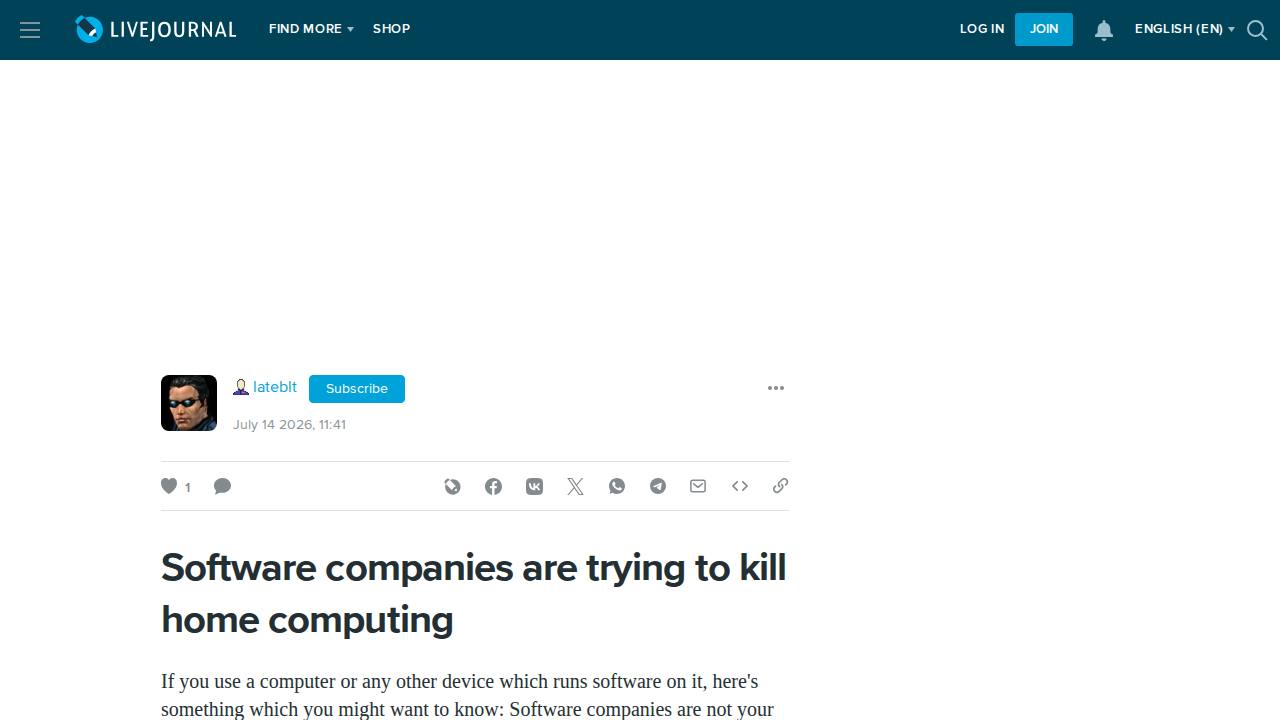 LIVEJOURNAL FIND MORE SHOP LOG IN JOIN ENGLISH (EN)
lateblt Subscribe
July 14 2026, 11:41
1
Software companies are trying to kill
home computing
If you use a computer or any other device which runs software on it, here's
something which you might want to know: Software companies are not your